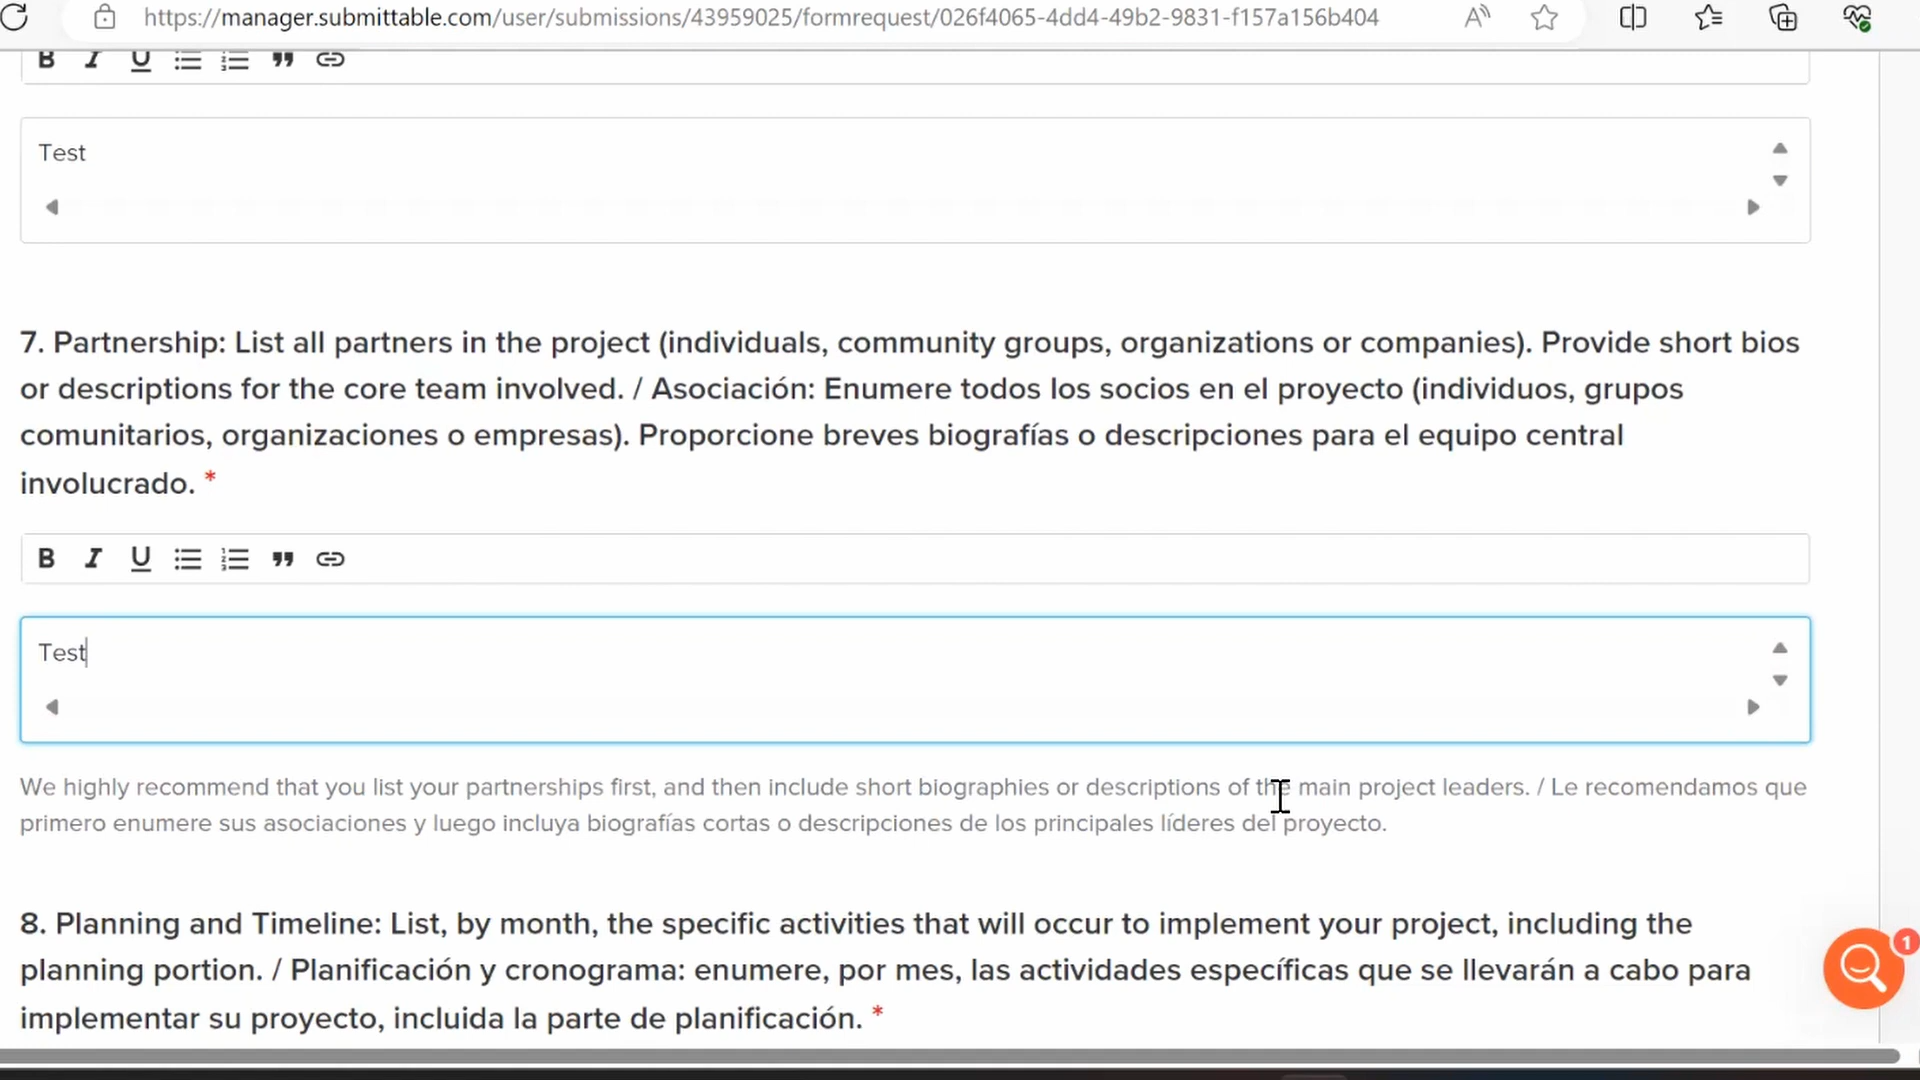 https://manager.submittable.com/user/submissions/43959025/formrequest/026f4065-4dd4-49b2-9831-f157a156b404
B I U
Test
7. Partnership: List all partners in the project (individuals, community groups, organizations or companies). Provide short bios
or descriptions for the core team involved. / Asociación: Enumere todos los socios en el proyecto (individuos, grupos
comunitarios, organizaciones o empresas). Proporcione breves biografías o descripciones para el equipo central
involucrado. *
B I U
Test
We highly recommend that you list your partnerships first, and then include short biographies or descriptions of the main project leaders. / Le recomendamos que
primero enumere sus asociaciones y luego incluya biografías cortas o descripciones de los principales líderes del proyecto.
8. Planning and Timeline: List, by month, the specific activities that will occur to implement your project, including the
planning portion. / Planificación y cronograma: enumere, por mes, las actividades específicas que se llevarán a cabo para
implementar su proyecto, incluida la parte de planificación. *
1